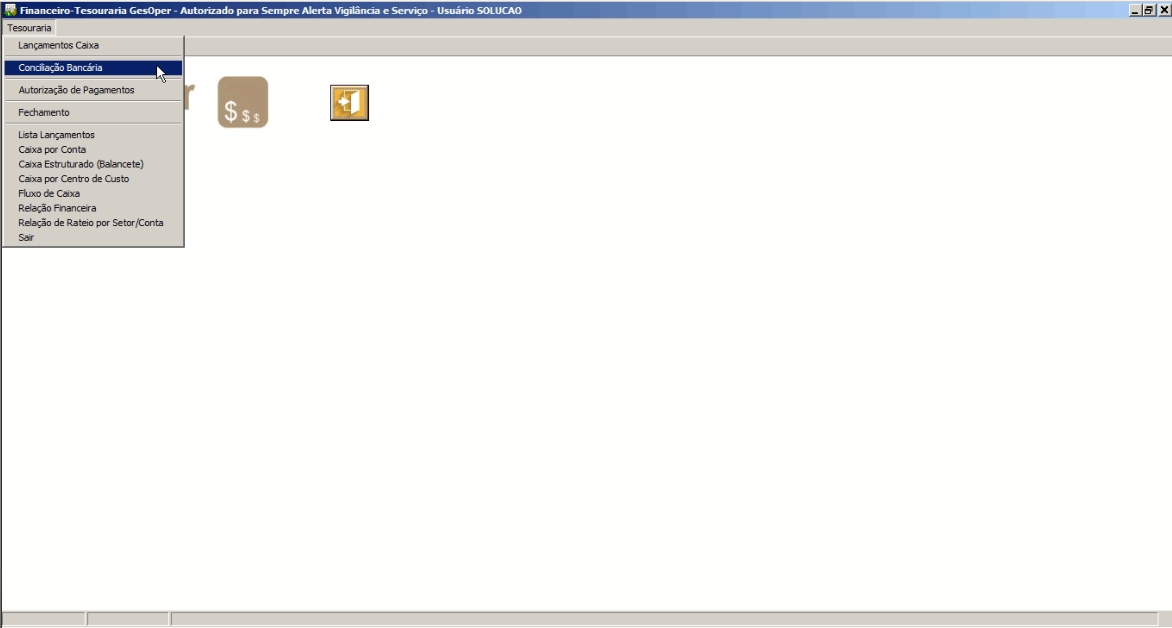 Financeiro-Tesouraria GesOper - Autorizado para Sempre Alerta Vigilância e Serviço - Usuário SOLUCAO
Tesouraria
Lançamentos Caixa
Conciliação Bancária
Autorização de Pagamentos
Fechamento
Lista Lançamentos
Caixa por Conta
Caixa Estruturado (Balancete)
Caixa por Centro de Custo
Fluxo de Caixa
Relação Financeira
Relação de Rateio por Setor/Conta
Sair
r
$ $ $